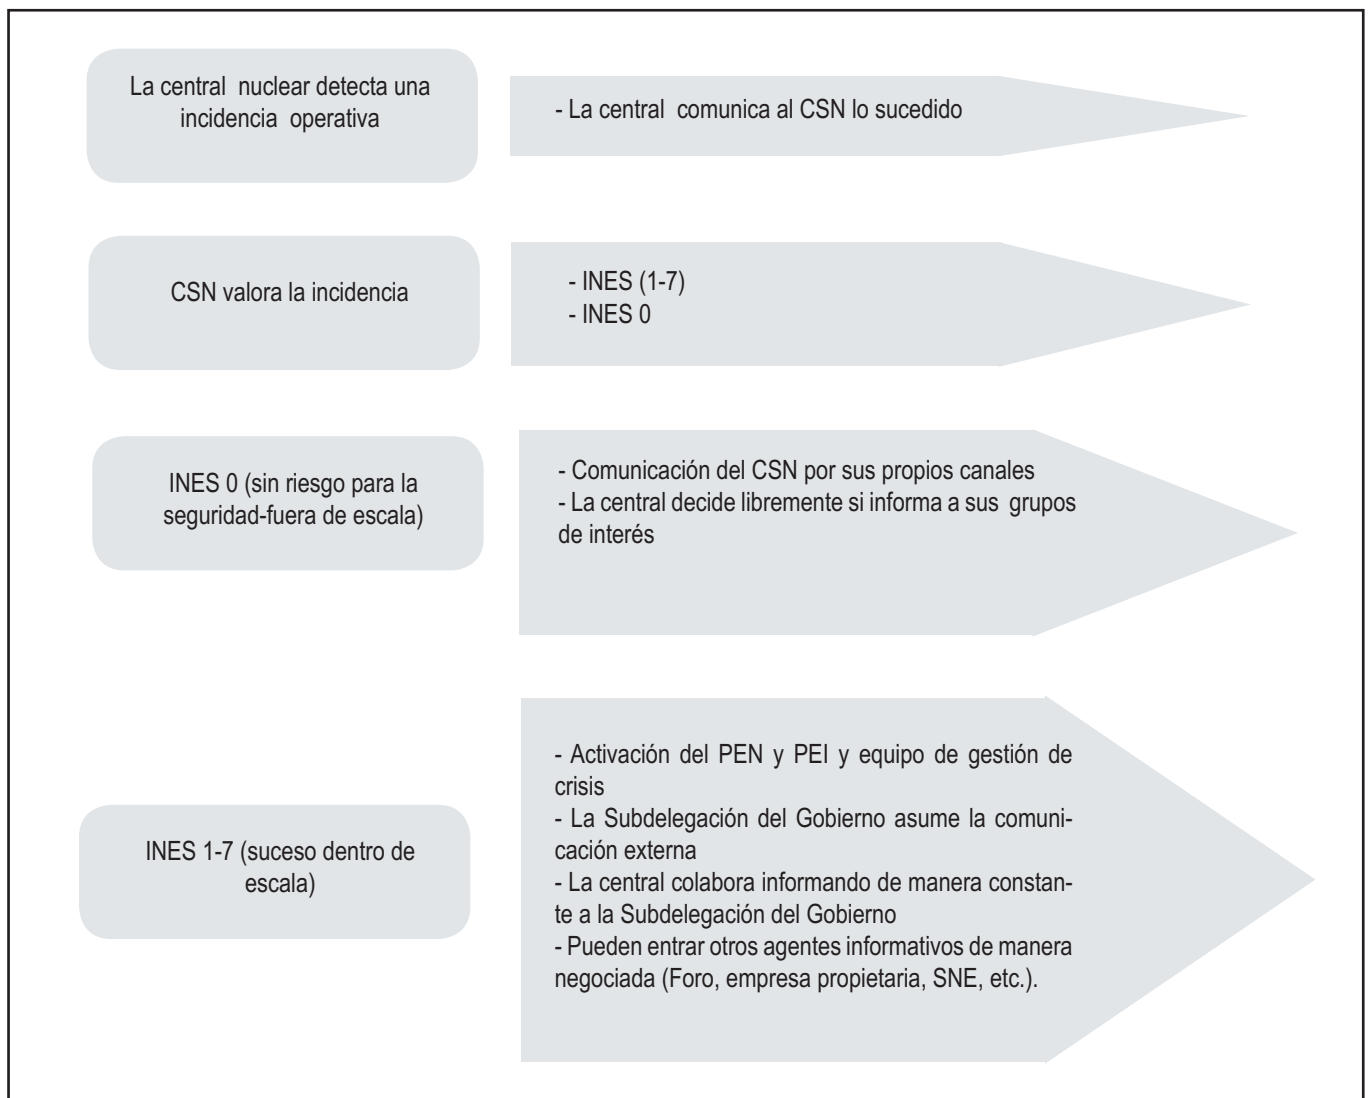 La central nuclear detecta una
incidencia operativa
- La central comunica al CSN lo sucedido
CSN valora la incidencia
- INES (1-7)
- INES 0
INES 0 (sin riesgo para la
seguridad-fuera de escala)
- Comunicación del CSN por sus propios canales
- La central decide libremente si informa a sus grupos
de interés
INES 1-7 (suceso dentro de
escala)
- Activación del PEN y PEI y equipo de gestión de
crisis
- La Subdelegación del Gobierno asume la comuni-
cación externa
- La central colabora informando de manera constan-
te a la Subdelegación del Gobierno
- Pueden entrar otros agentes informativos de manera
negociada (Foro, empresa propietaria, SNE, etc.).